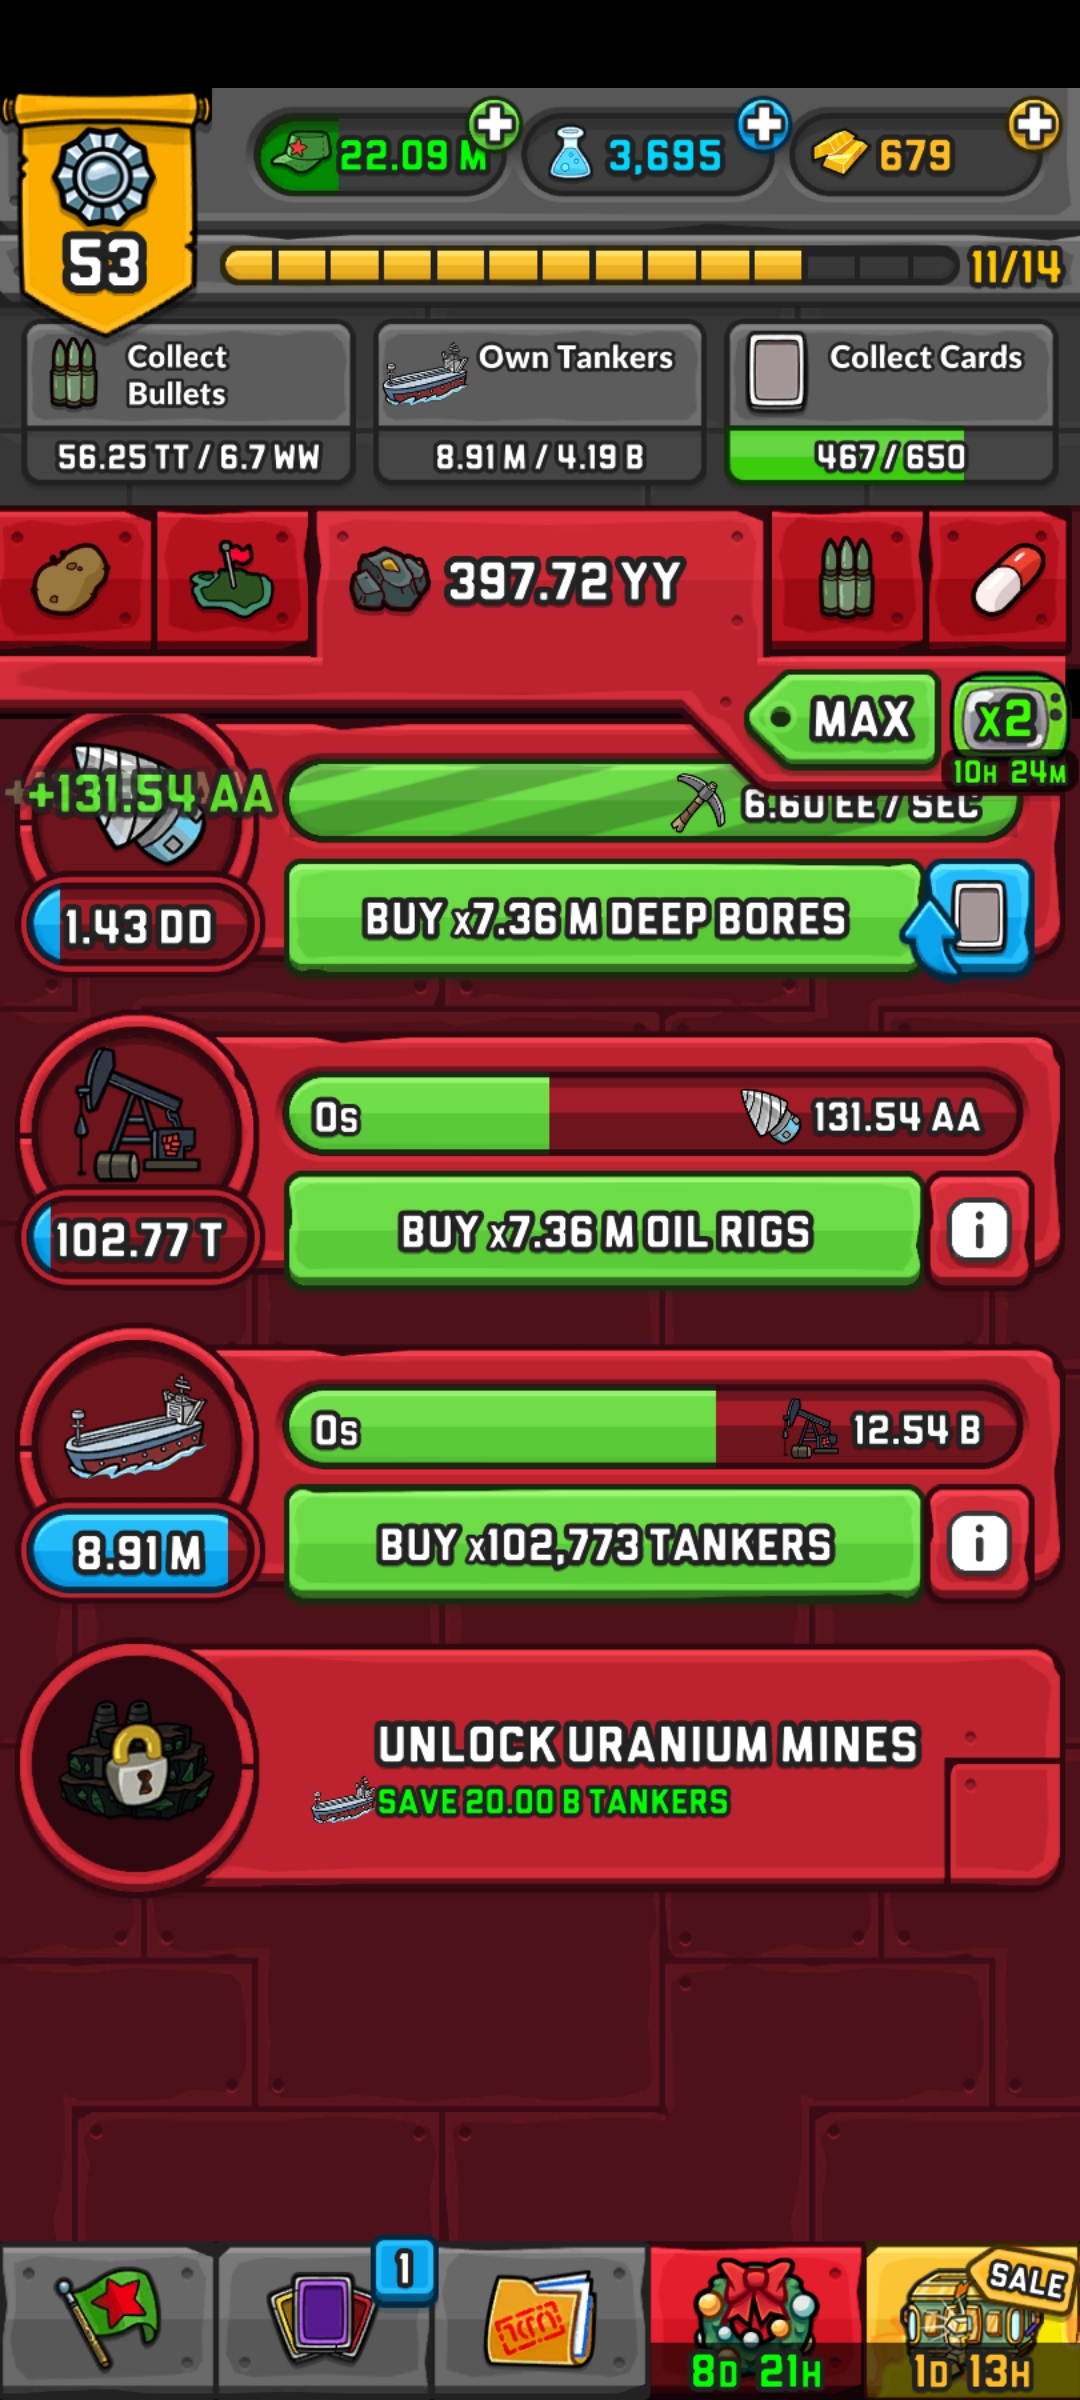 22.09 M
3,695
679
53
11/14
Collect
Bullets
56.25 TT / 6.7 WW
Own Tankers
8.91 M / 4.19 B
Collect Cards
467 / 650
397.72 YY
MAX
x2
10H 24M
+131.54 AA
6.60 EE / SEC
1.43 DD
BUY x7.36 M DEEP BORES
0s
131.54 AA
102.77 T
BUY x7.36 M OIL RIGS
i
0s
12.54 B
8.91 M
BUY x102,773 TANKERS
i
UNLOCK URANIUM MINES
SAVE 20.00 B TANKERS
1
SALE
8D 21H
1D 13H